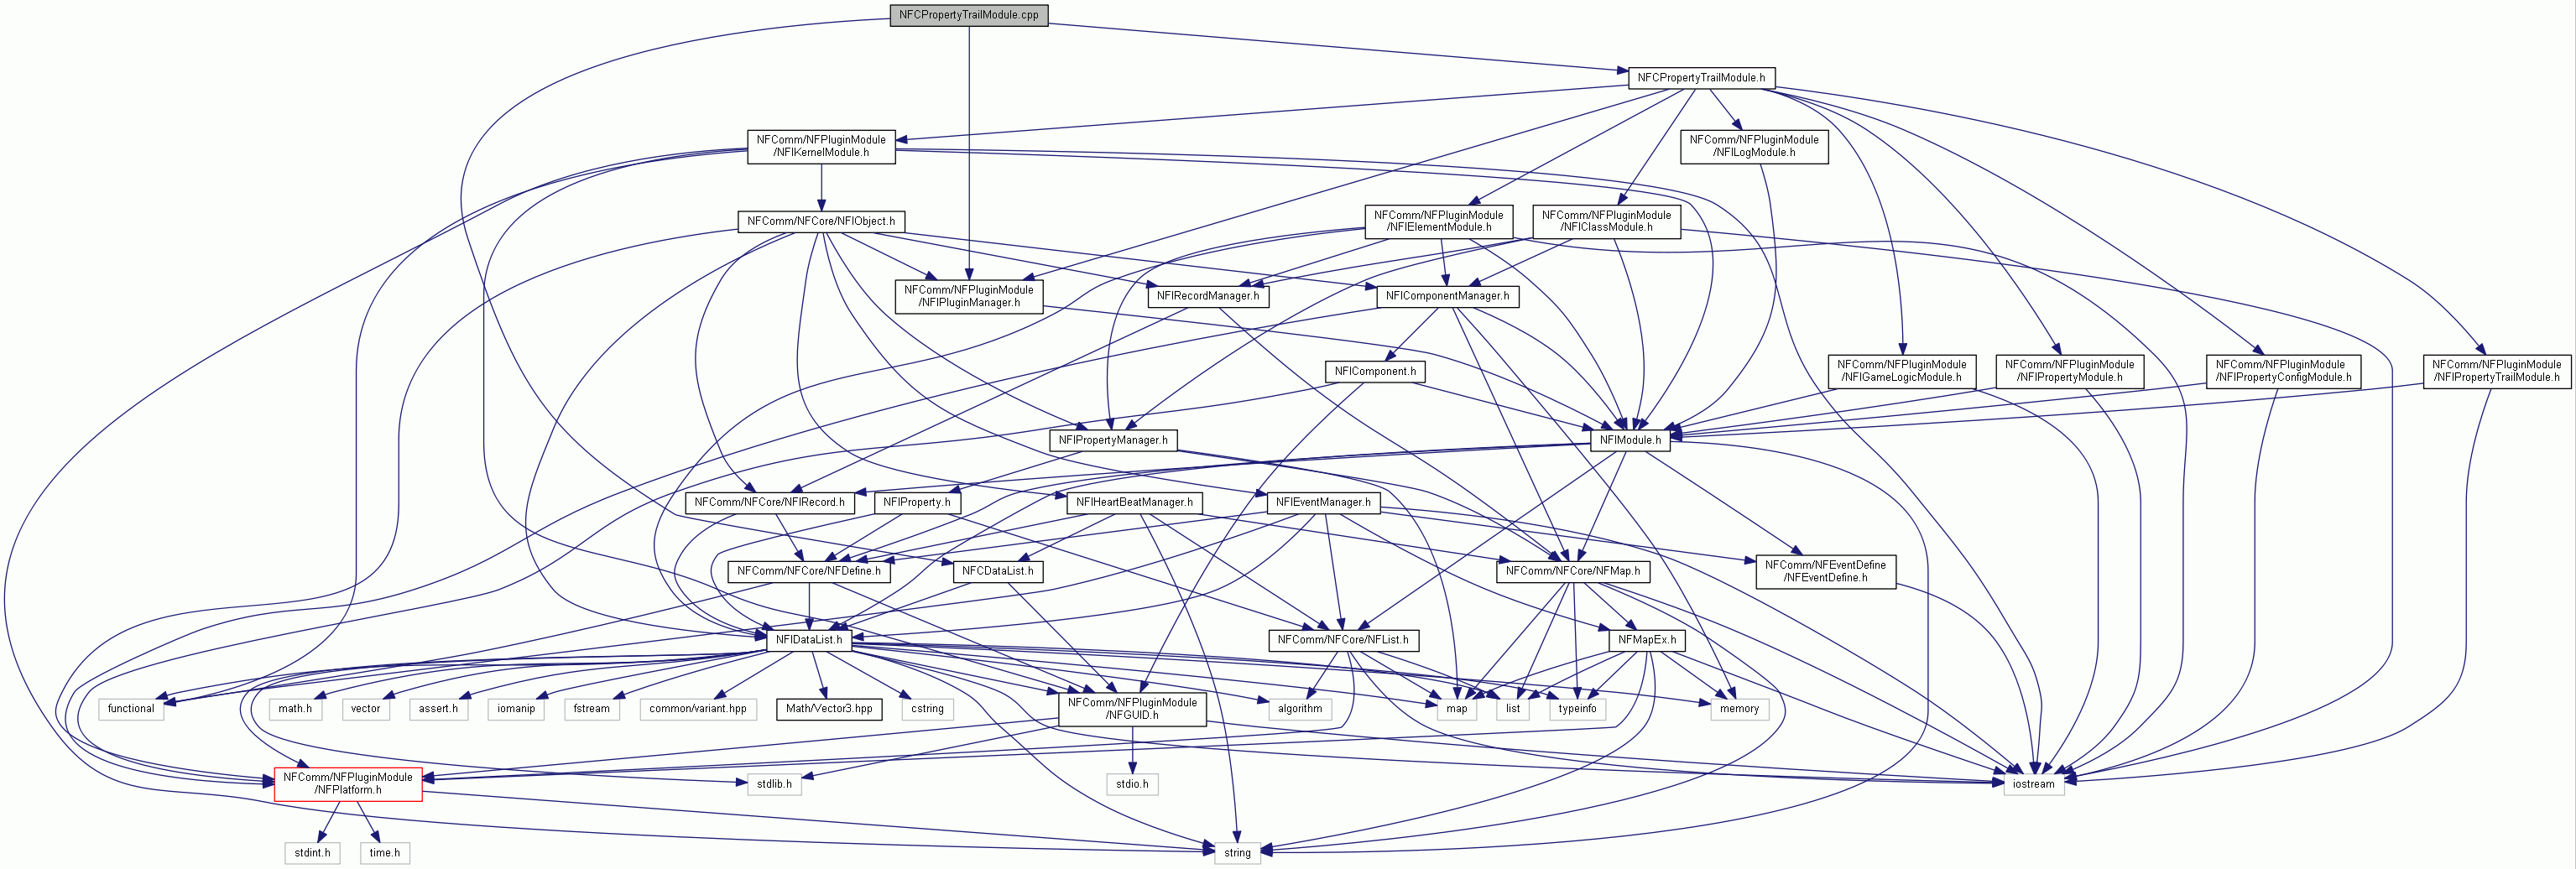 NFCPropertyTrailModule.cpp
NFCPropertyTrailModule.h
NFComm/NFPluginModule
/NFIKernelModule.h
NFComm/NFPluginModule
/NFILogModule.h
NFComm/NFCore/NFIObject.h
NFComm/NFPluginModule
/NFIElementModule.h
NFComm/NFPluginModule
/NFIClassModule.h
NFComm/NFPluginModule
/NFIPluginManager.h
NFIRecordManager.h
NFIComponentManager.h
NFIComponent.h
NFComm/NFPluginModule
/NFIGameLogicModule.h
NFComm/NFPluginModule
/NFIPropertyModule.h
NFComm/NFPluginModule
/NFIPropertyConfigModule.h
NFComm/NFPluginModule
/NFIPropertyTrailModule.h
NFIPropertyManager.h
NFIModule.h
NFComm/NFCore/NFIRecord.h
NFIProperty.h
NFIHeartBeatManager.h
NFIEventManager.h
NFComm/NFCore/NFDefine.h
NFCDataList.h
NFComm/NFCore/NFMap.h
NFComm/NFEventDefine
/NFEventDefine.h
NFIDataList.h
NFComm/NFCore/NFList.h
NFMapEx.h
functional
math.h
vector
assert.h
iomanip
fstream
common/variant.hpp
Math/Vector3.hpp
cstring
NFComm/NFPluginModule
/NFGUID.h
algorithm
map
list
typeinfo
memory
NFComm/NFPluginModule
/NFPlatform.h
stdlib.h
stdio.h
iostream
stdint.h
time.h
string